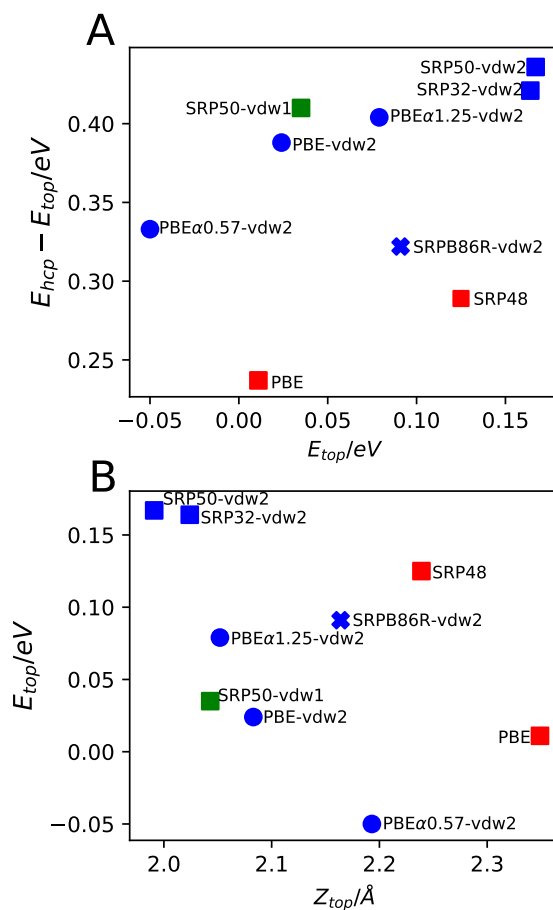 A
SRP50-vdw2
SRP32-vdw2
SRP50-vdw1
PBEα1.25-vdw2
PBE-vdw2
PBEα0.57-vdw2
SRPB86R-vdw2
SRP48
PBE
0.40
0.35
0.30
0.25
E_hcp − E_top/eV
−0.05 0.00 0.05 0.10 0.15
E_top/eV
B
SRP50-vdw2
SRP32-vdw2
SRP48
SRPB86R-vdw2
PBEα1.25-vdw2
SRP50-vdw1
PBE-vdw2
PBE
PBEα0.57-vdw2
0.15
0.10
0.05
0.00
−0.05
E_top/eV
2.0 2.1 2.2 2.3
Z_top/Å